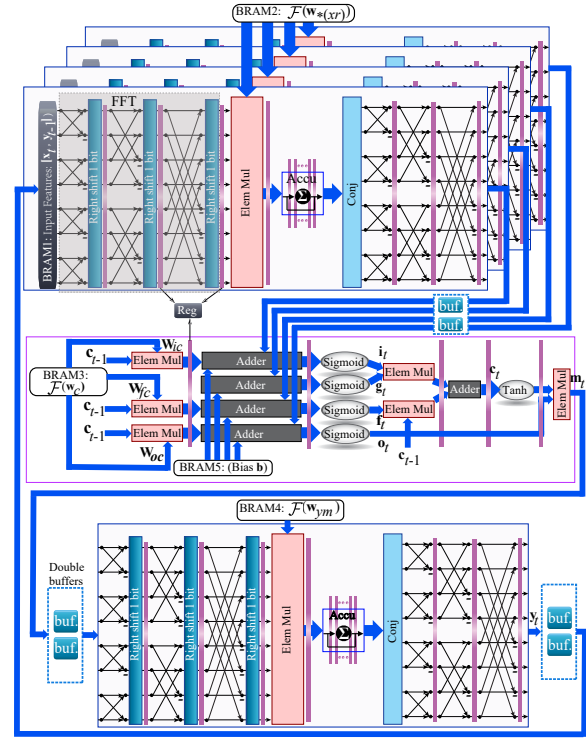 BRAM2: ℱ(w*(xr))
FFT
BRAM1: Input Features: [xt, yt-1]
Right shift 1 bit
Right shift 1 bit
Right shift 1 bit
Elem Mul
Accu
Σ
Conj
Reg
buf.
buf.
Wic
ct-1
Elem Mul
Adder
Sigmoid
it
Elem Mul
BRAM3:
ℱ(wc)
Wfc
Adder
Sigmoid
gt
ct
mt
Adder
Tanh
Elem Mul
ct-1
Elem Mul
Adder
Sigmoid
ft
Elem Mul
ct-1
Elem Mul
Adder
Sigmoid
ot
Woc
ct-1
BRAM5: (Bias b)
BRAM4: ℱ(wym)
Double
buffers
buf.
buf.
Right shift 1 bit
Right shift 1 bit
Right shift 1 bit
Elem Mul
Accu
Σ
Conj
yt
buf.
buf.